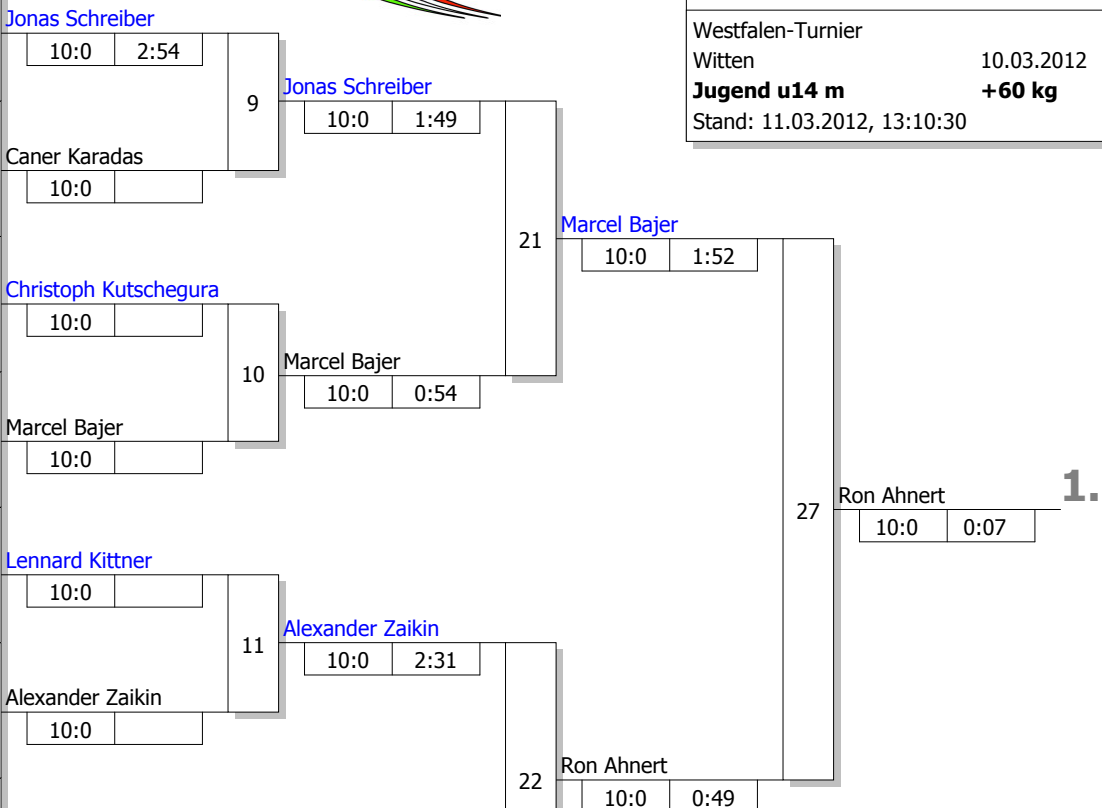 Jonas Schreiber
10:0 2:54
Westfalen-Turnier
Witten 10.03.2012
Jugend u14 m +60 kg
Stand: 11.03.2012, 13:10:30
9
Jonas Schreiber
10:0 1:49
Caner Karadas
10:0
21
Marcel Bajer
10:0 1:52
Christoph Kutschegura
10:0
10
Marcel Bajer
10:0 0:54
Marcel Bajer
10:0
27
Ron Ahnert 1.
10:0 0:07
Lennard Kittner
10:0
11
Alexander Zaikin
10:0 2:31
Alexander Zaikin
10:0
22
Ron Ahnert
10:0 0:49